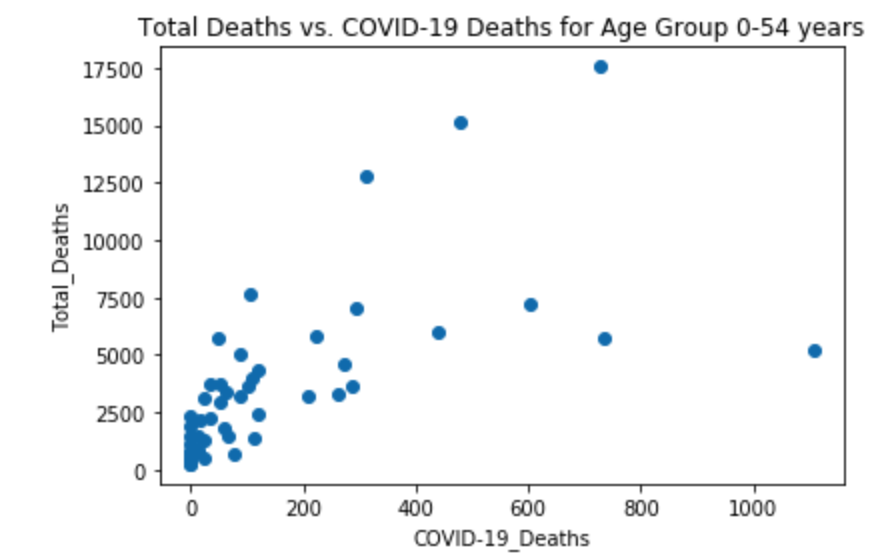 Total Deaths vs. COVID-19 Deaths for Age Group 0-54 years
17500
15000
12500
10000
7500
5000
2500
0
Total_Deaths
0 200 400 600 800 1000
COVID-19_Deaths